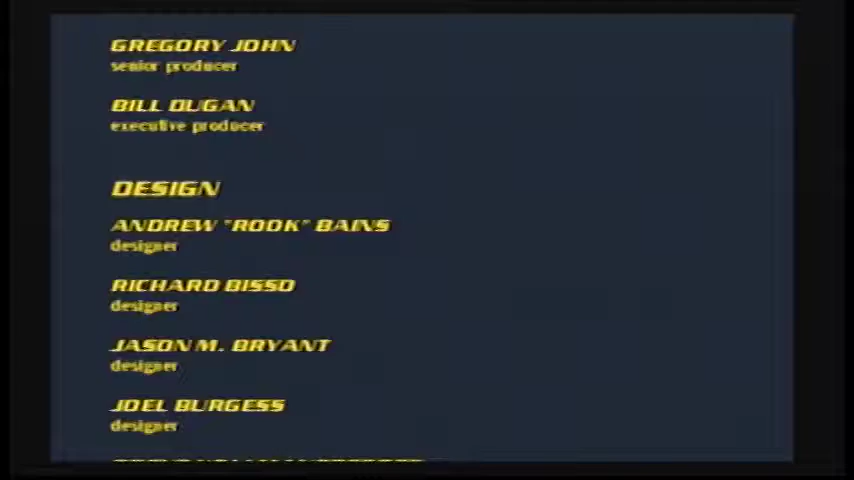 GREGORY JOHN
senior producer
BILL DUGAN
executive producer
DESIGN
ANDREW "ROOK" BAINS
designer
RICHARD BISSO
designer
JASON M. BRYANT
designer
JOEL BURGESS
designer